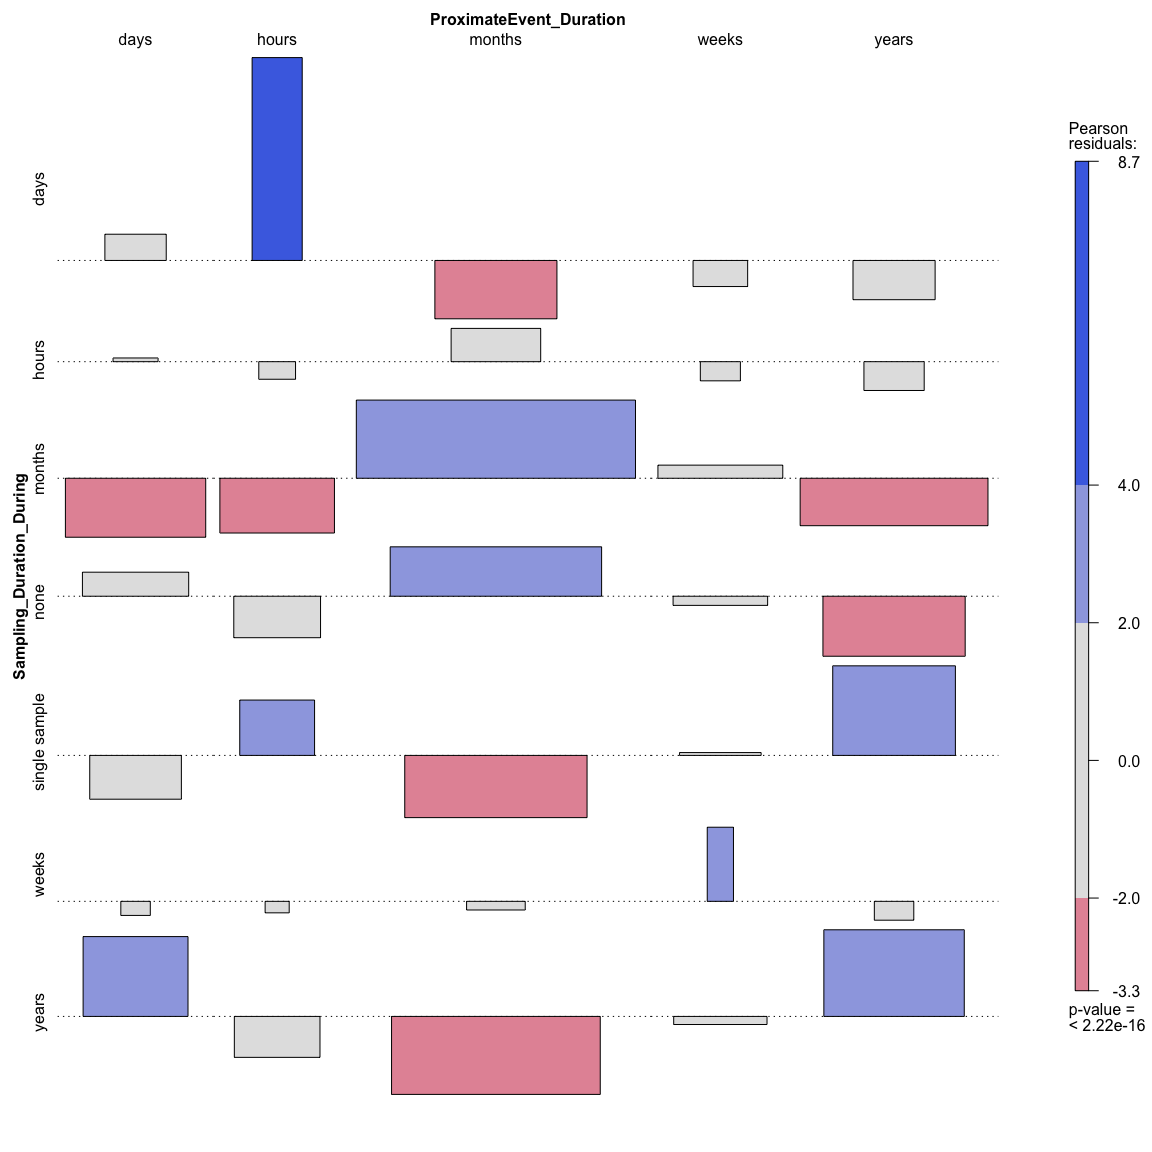 ProximateEvent_Duration
days hours months weeks years
Sampling_Duration_During
days
hours
months
none
single sample
weeks
years
Pearson
residuals:
8.7
4.0
2.0
0.0
-2.0
-3.3
p-value =
< 2.22e-16